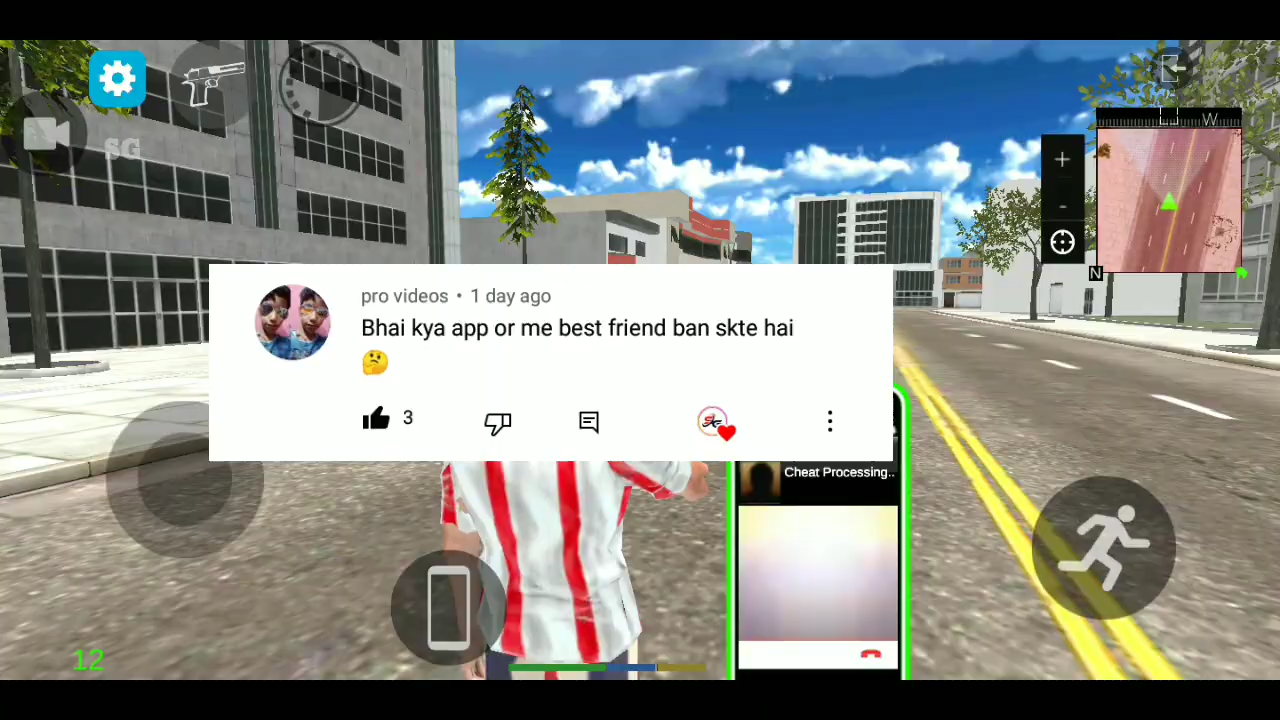 SG
W
+
-
N
pro videos • 1 day ago
Bhai kya app or me best friend ban skte hai
🤔
3
Cheat Processing..
12